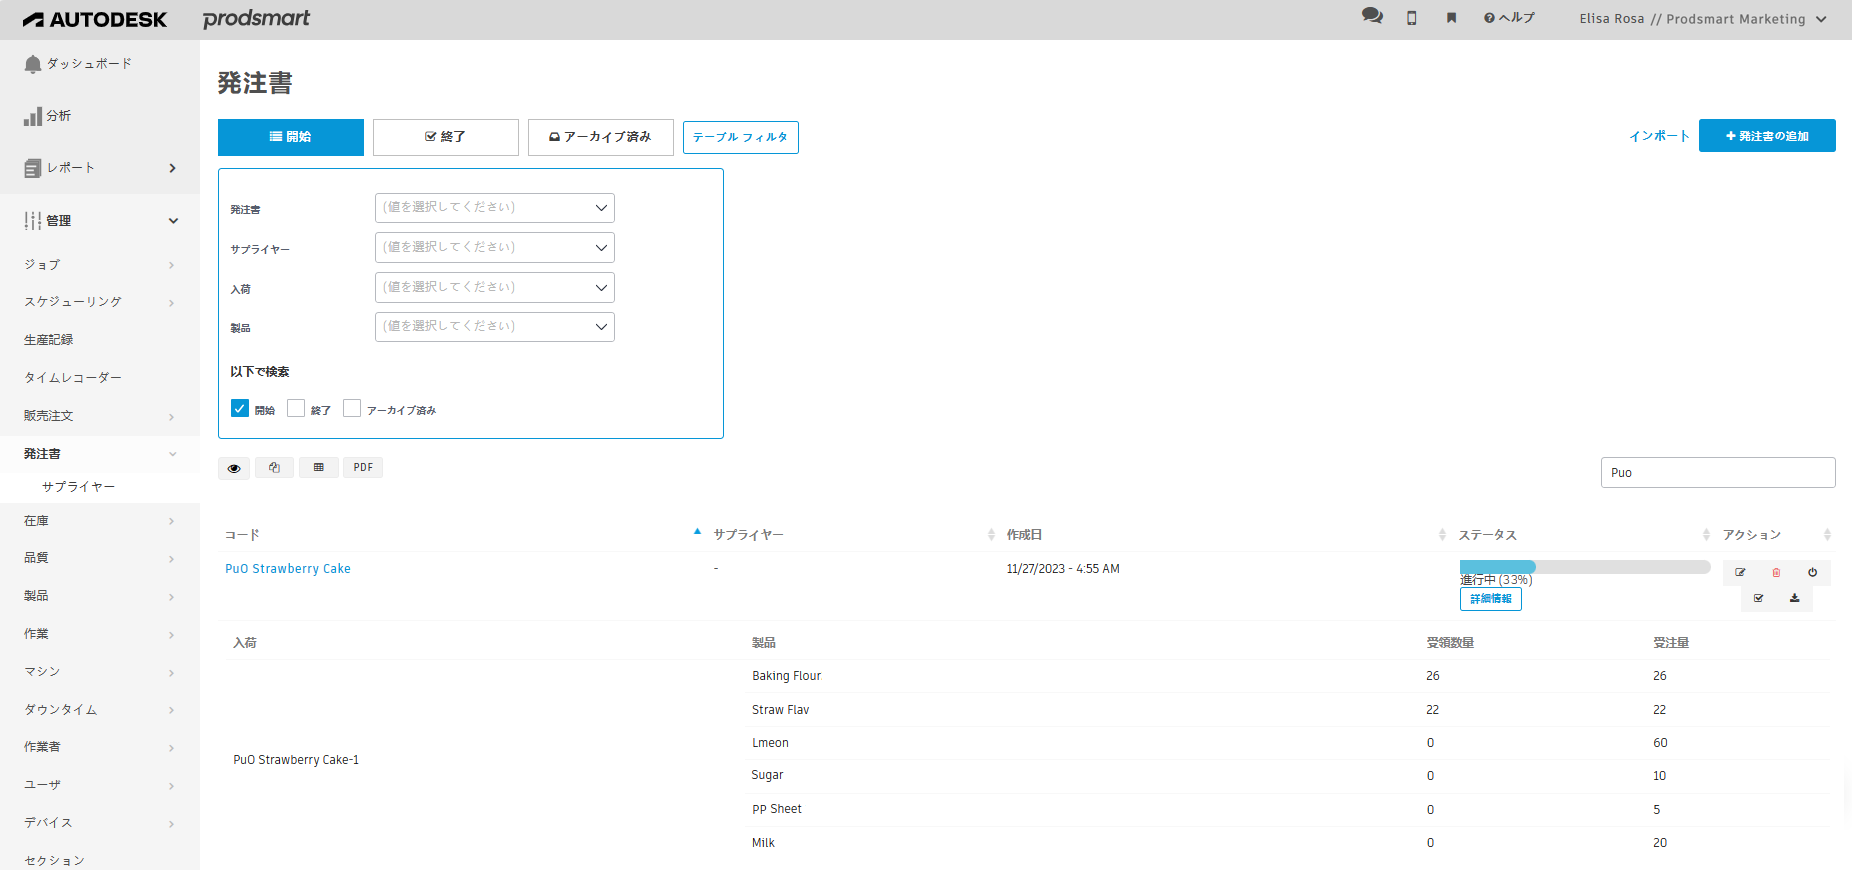 AUTODESK prodsmart ヘルプ Elisa Rosa // Prodsmart Marketing
ダッシュボード
分析
レポート
管理
ジョブ
スケジューリング
生産記録
タイムレコーダー
販売注文
発注書
サプライヤー
在庫
品質
製品
作業
マシン
ダウンタイム
作業者
ユーザ
デバイス
セクション
発注書
開始 終了 アーカイブ済み テーブル フィルタ インポート 発注書の追加
発注書 (値を選択してください)
サプライヤー (値を選択してください)
入荷 (値を選択してください)
製品 (値を選択してください)
以下で検索
開始 終了 アーカイブ済み
PDF Puo
コード サプライヤー 作成日 ステータス アクション
PuO Strawberry Cake - 11/27/2023 - 4:55 AM
進行中 (33%)
詳細情報
入荷 製品 受領数量 受注量
Baking Flour 26 26
Straw Flav 22 22
Lmeon 0 60
PuO Strawberry Cake-1
Sugar 0 10
PP Sheet 0 5
Milk 0 20